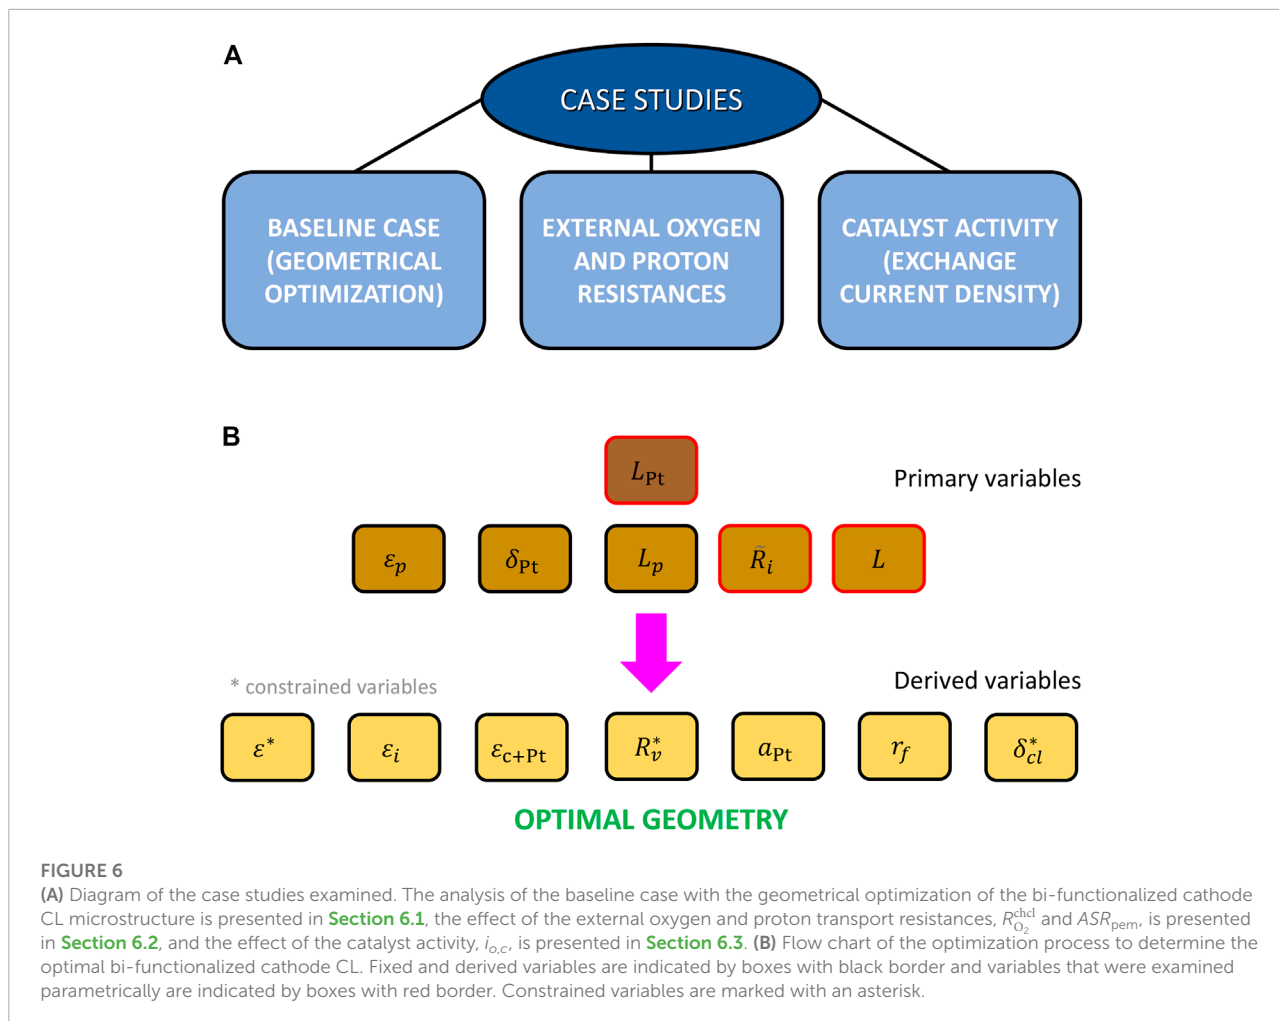 A
CASE STUDIES
BASELINE CASE
(GEOMETRICAL
OPTIMIZATION)
EXTERNAL OXYGEN
AND PROTON
RESISTANCES
CATALYST ACTIVITY
(EXCHANGE
CURRENT DENSITY)
B
L_Pt
Primary variables
ε_p
δ_Pt
L_p
R̃_i
L
* constrained variables
Derived variables
ε*
ε_i
ε_c+Pt
R_v*
a_Pt
r_f
δ_cl*
OPTIMAL GEOMETRY
FIGURE 6
(A) Diagram of the case studies examined. The analysis of the baseline case with the geometrical optimization of the bi-functionalized cathode
CL microstructure is presented in Section 6.1, the effect of the external oxygen and proton transport resistances, R_O₂^chcl and ASR_pem, is presented
in Section 6.2, and the effect of the catalyst activity, i_o,c, is presented in Section 6.3. (B) Flow chart of the optimization process to determine the
optimal bi-functionalized cathode CL. Fixed and derived variables are indicated by boxes with black border and variables that were examined
parametrically are indicated by boxes with red border. Constrained variables are marked with an asterisk.